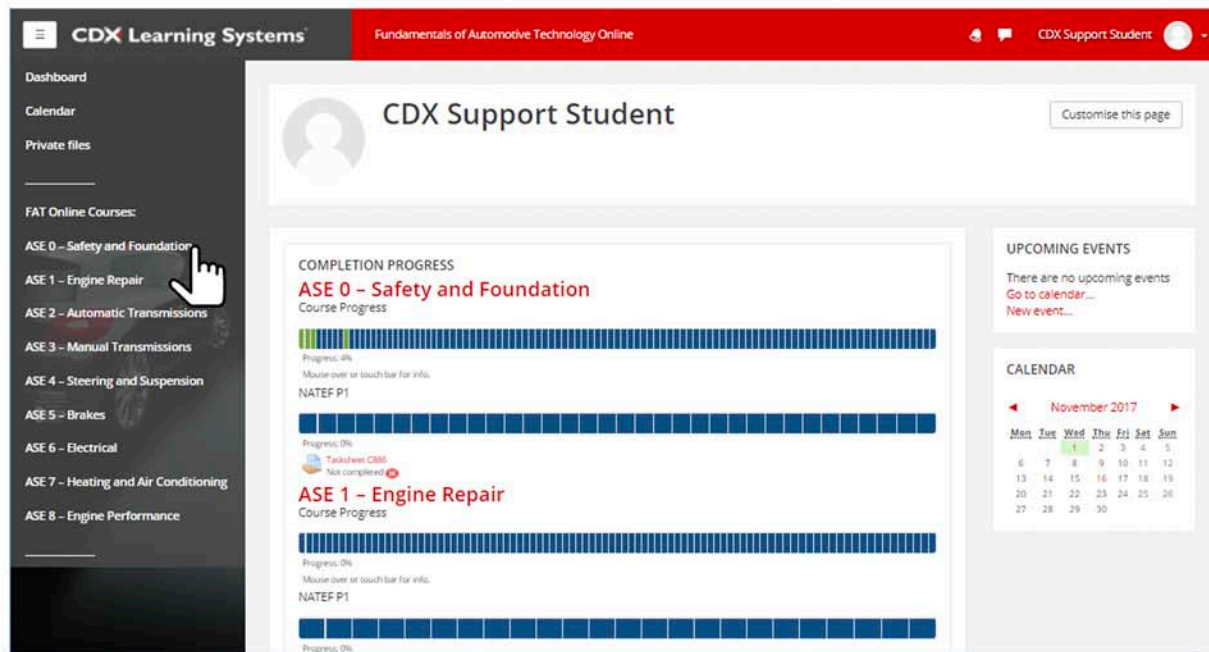 CDX Learning Systems
Fundamentals of Automotive Technology Online
CDX Support Student
Dashboard
Calendar
Private files
FAT Online Courses:
ASE 0 – Safety and Foundation
ASE 1 – Engine Repair
ASE 2 – Automatic Transmissions
ASE 3 – Manual Transmissions
ASE 4 – Steering and Suspension
ASE 5 – Brakes
ASE 6 – Electrical
ASE 7 – Heating and Air Conditioning
ASE 8 – Engine Performance
CDX Support Student
Customise this page
COMPLETION PROGRESS
ASE 0 – Safety and Foundation
Course Progress
Progress: 4%
Mouse over or touch bar for info.
NATEF P1
Progress: 0%
Tasksheet C886
Not completed
ASE 1 – Engine Repair
Course Progress
Progress: 0%
Mouse over or touch bar for info.
NATEF P1
Progress: 0%
UPCOMING EVENTS
There are no upcoming events
Go to calendar...
New event...
CALENDAR
◄ November 2017 ►
Mon Tue Wed Thu Fri Sat Sun
1 2 3 4 5
6 7 8 9 10 11 12
13 14 15 16 17 18 19
20 21 22 23 24 25 26
27 28 29 30